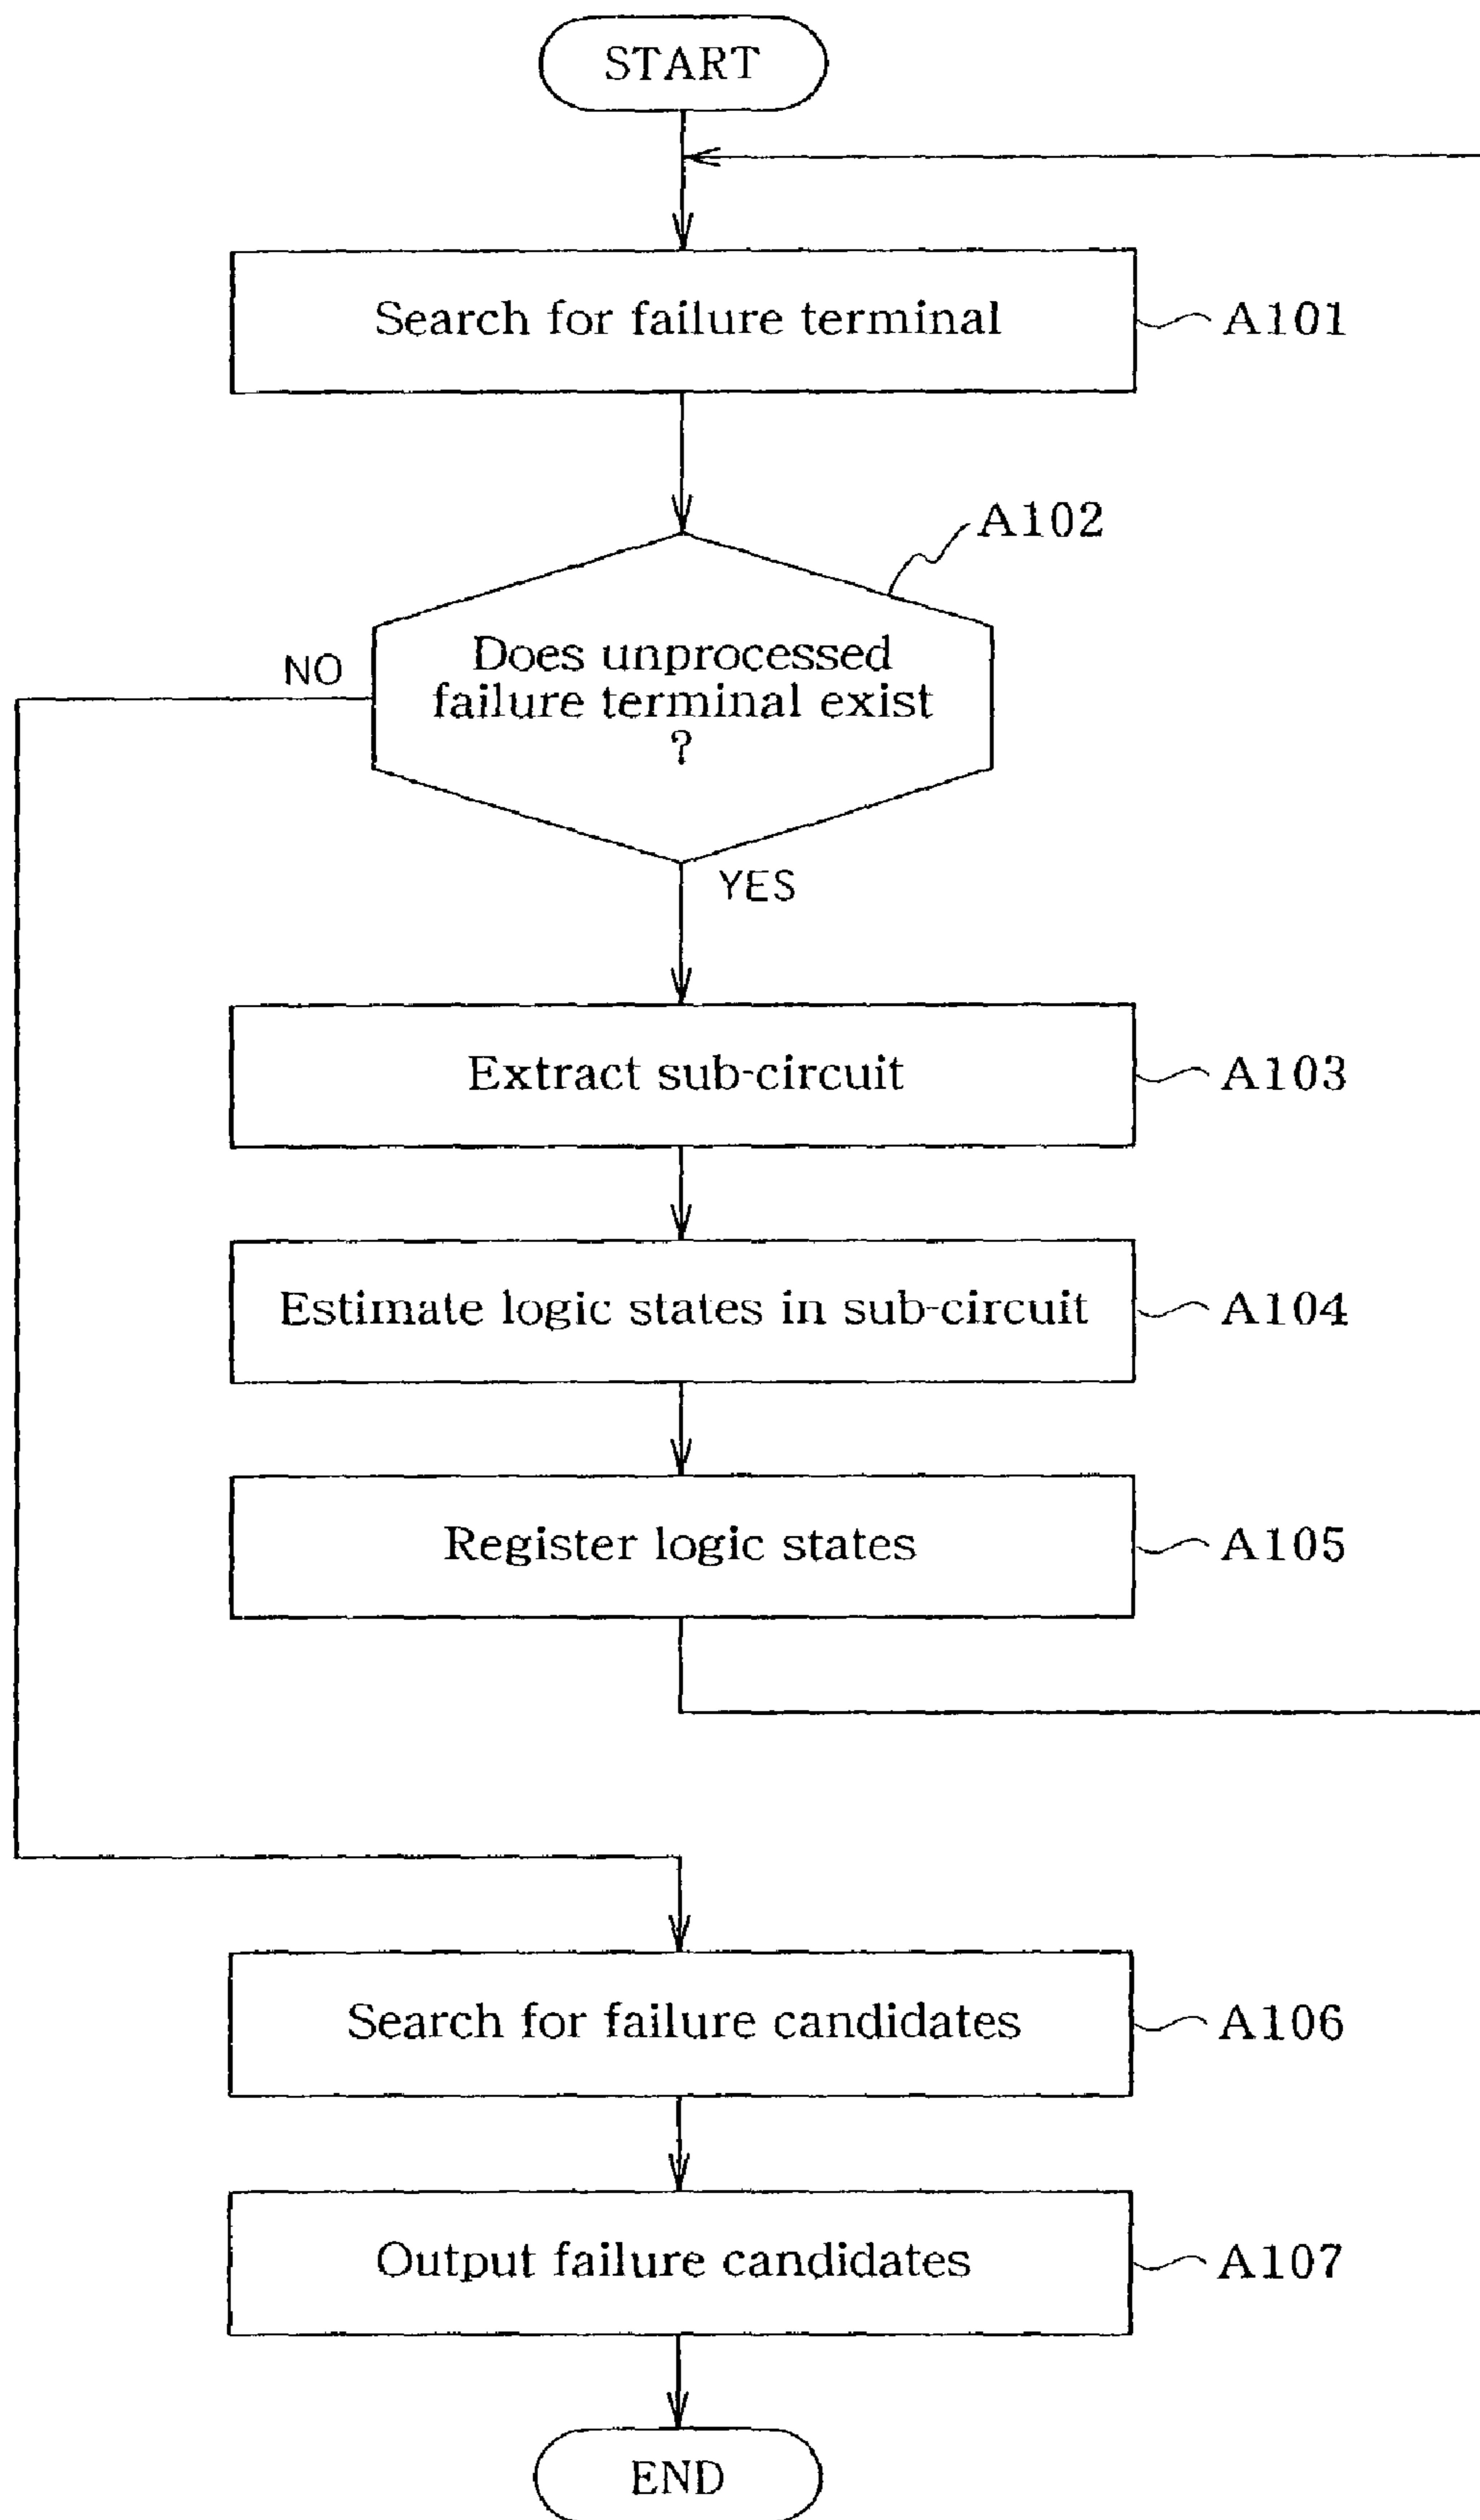 START
Search for failure terminal
A101
A102
Does unprocessed
failure terminal exist
?
NO
YES
Extract sub-circuit
A103
Estimate logic states in sub-circuit
A104
Register logic states
A105
Search for failure candidates
A106
Output failure candidates
A107
END